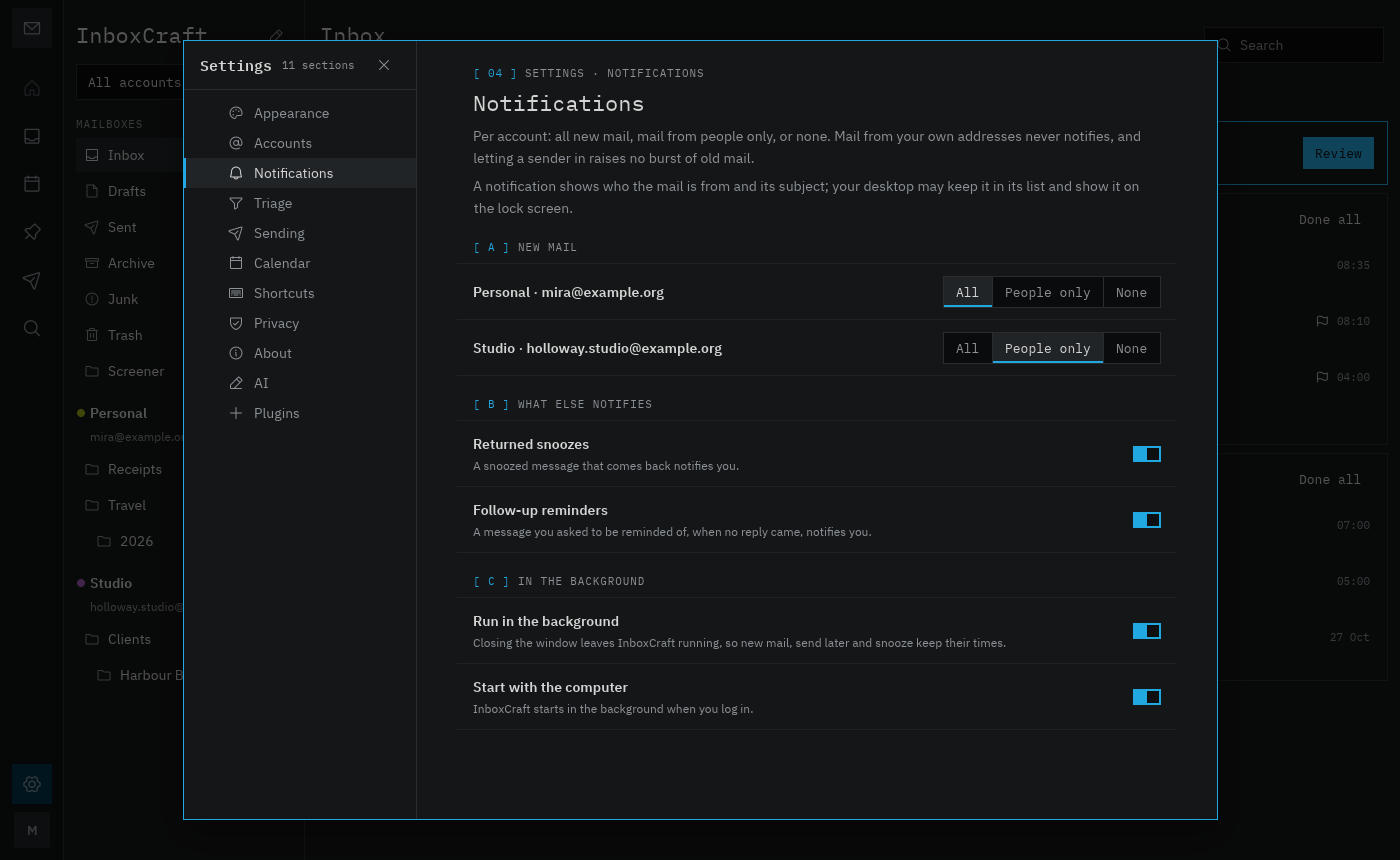 InboxCraft
All accounts
MAILBOXES
Inbox
Drafts
Sent
Archive
Junk
Trash
Screener
Personal
Receipts
Travel
2026
Studio
Clients
Harbour
M
Inbox
Search
Review
Done all
08:35
08:10
04:00
Done all
07:00
05:00
27 Oct
Settings 11 sections
Appearance
Accounts
Notifications
Triage
Sending
Calendar
Shortcuts
Privacy
About
AI
Plugins
[ 04 ] SETTINGS · NOTIFICATIONS
Notifications
Per account: all new mail, mail from people only, or none. Mail from your own addresses never notifies, and
letting a sender in raises no burst of old mail.
A notification shows who the mail is from and its subject; your desktop may keep it in its list and show it on
the lock screen.
[ A ] NEW MAIL
Personal · mira@example.org All People only None
Studio · holloway.studio@example.org All People only None
[ B ] WHAT ELSE NOTIFIES
Returned snoozes
A snoozed message that comes back notifies you.
Follow-up reminders
A message you asked to be reminded of, when no reply came, notifies you.
[ C ] IN THE BACKGROUND
Run in the background
Closing the window leaves InboxCraft running, so new mail, send later and snooze keep their times.
Start with the computer
InboxCraft starts in the background when you log in.